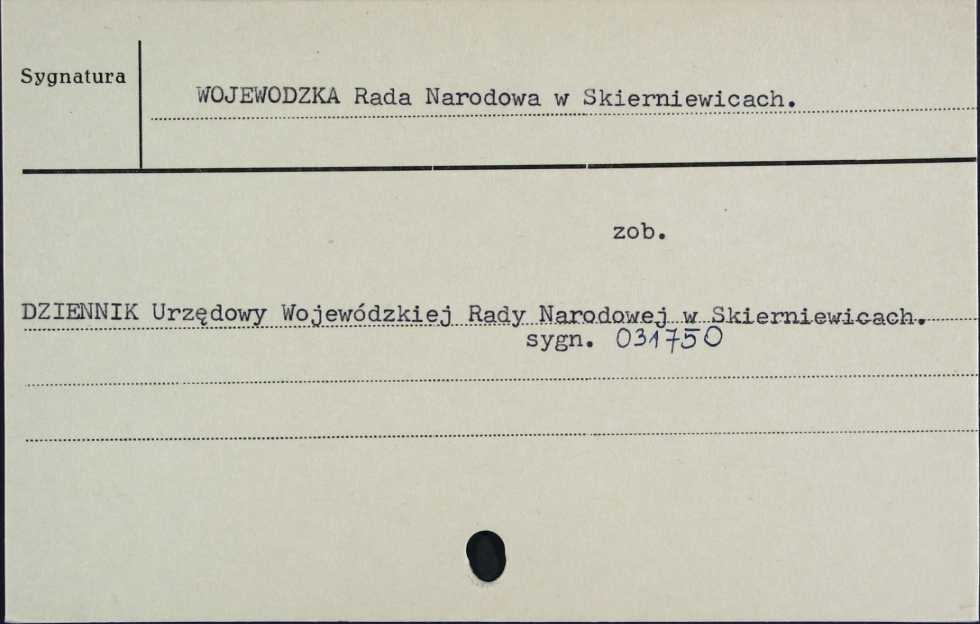 Sygnatura
WOJEWODZKA Rada Narodowa w Skierniewicach.
zob.
DZIENNIK Urzędowy Wojewódzkiej Rady Narodowej w Skierniewicach.
sygn. 031750